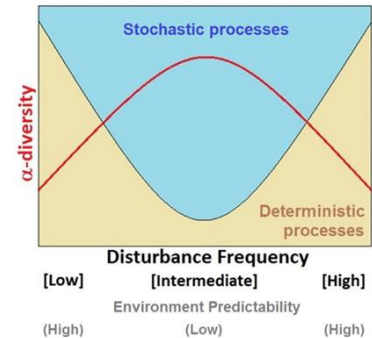 Stochastic processes
α-diversity
Deterministic
processes
Disturbance Frequency
[Low] [Intermediate] [High]
Environment Predictability
(High) (Low) (High)